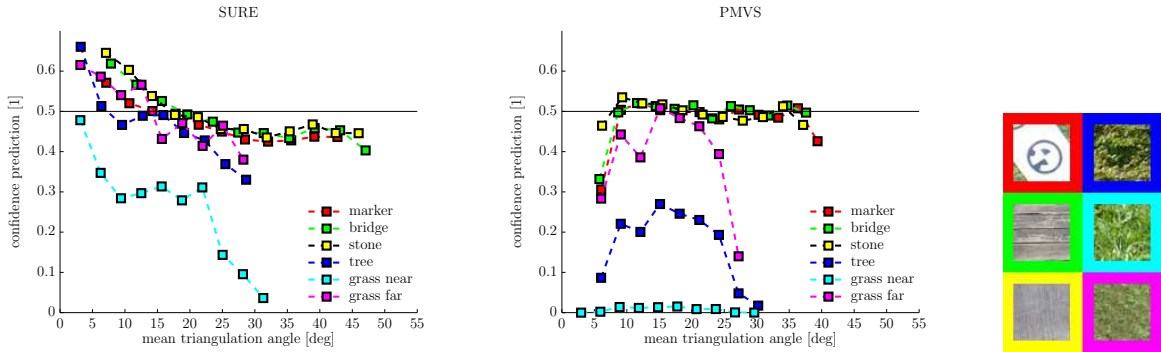 SURE
confidence prediction [1]
0.6
0.5
0.4
0.3
0.2
0.1
0
marker
bridge
stone
tree
grass near
grass far
0 5 10 15 20 25 30 35 40 45 50 55
mean triangulation angle [deg]
PMVS
confidence prediction [1]
0.6
0.5
0.4
0.3
0.2
0.1
0
marker
bridge
stone
tree
grass near
grass far
0 5 10 15 20 25 30 35 40 45 50 55
mean triangulation angle [deg]